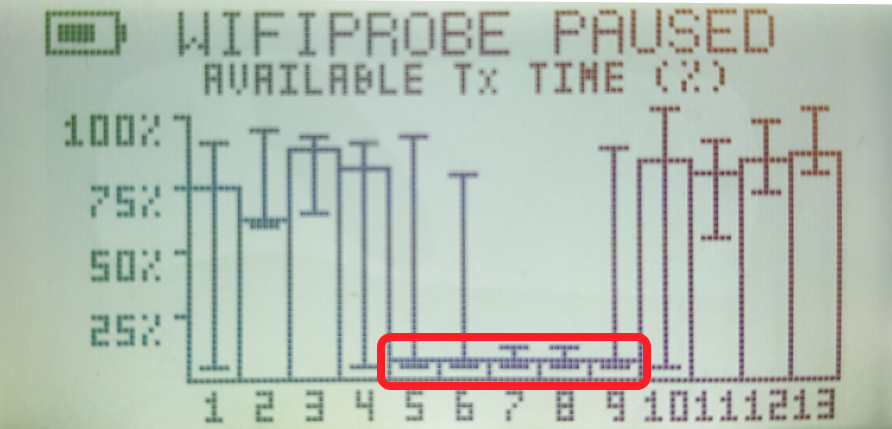 WIFIPROBE PAUSED
AVAILABLE Tx TIME (%)
100%
75%
50%
25%
1 2 3 4 5 6 7 8 9 10 11 12 13